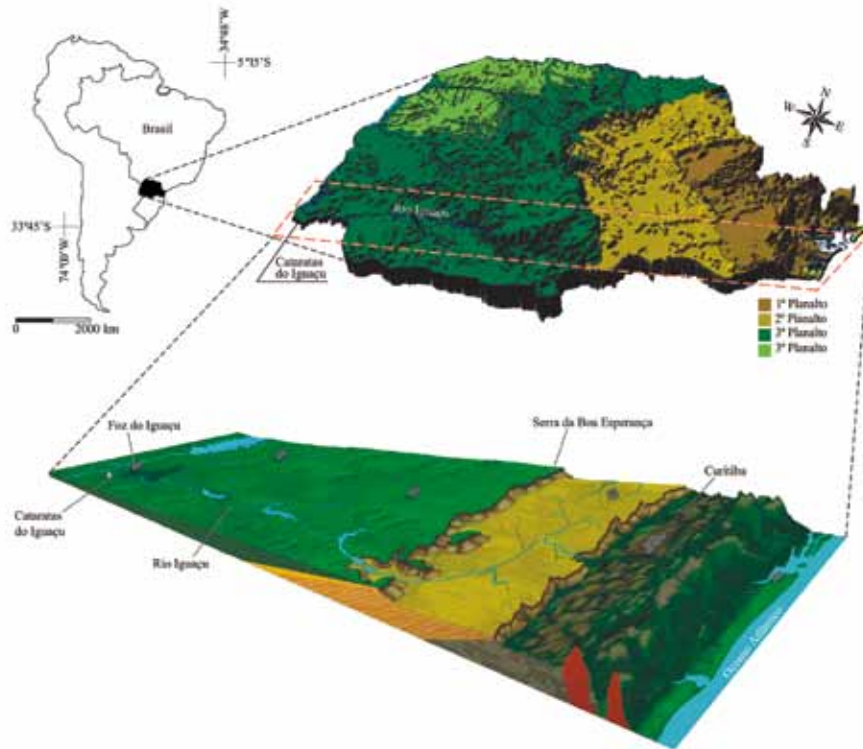 34°48'S
5°15'S
Brasil
33°45'S
74°00'W
0 2000 km
N
W
E
S
Rio Iguaçu
Cataratas
do Iguaçu
1º Planalto
2º Planalto
3º Planalto
3º Planalto
Foz do Iguaçu
Serra da Boa Esperança
Curitiba
Cataratas
do Iguaçu
Rio Iguaçu
Oceano Atlântico